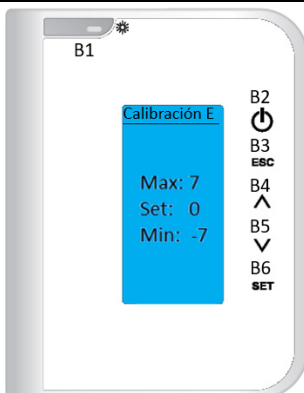 B1
B2
B3
ESC
B4
B5
B6
SET
Calibración E
Max: 7
Set: 0
Min: -7